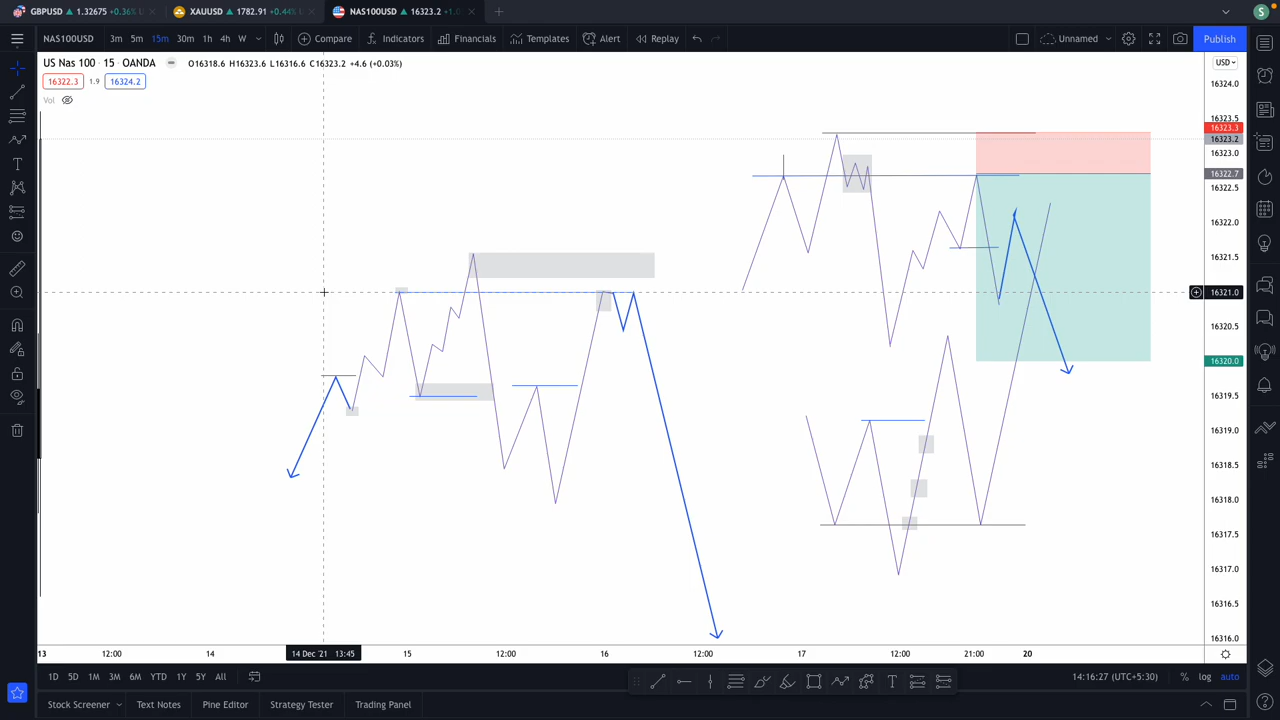 GBPUSD ▲ 1.32675 +0.36% U
XAUUSD ▲ 1782.91 +0.44% U
NAS100USD ▲ 16323.2 +1.0
S
NAS100USD
3m 5m 15m 30m 1h 4h W
Compare
Indicators
Financials
Templates
Alert
Replay
Unnamed
Publish
US Nas 100 · 15 · OANDA
O16318.6 H16323.6 L16316.6 C16323.2 +4.6 (+0.03%)
USD
16322.3
1.9
16324.2
Vol
16324.0
16323.5
16323.3
16323.2
16323.0
16322.7
16322.5
16322.0
16321.5
16321.0
16320.5
16320.0
16319.5
16319.0
16318.5
16318.0
16317.5
16317.0
16316.5
16316.0
13
12:00
14
14 Dec '21 13:45
15
12:00
16
12:00
17
12:00
21:00
20
1D 5D 1M 3M 6M YTD 1Y 5Y All
14:16:27 (UTC+5:30)
% log auto
Stock Screener
Text Notes
Pine Editor
Strategy Tester
Trading Panel